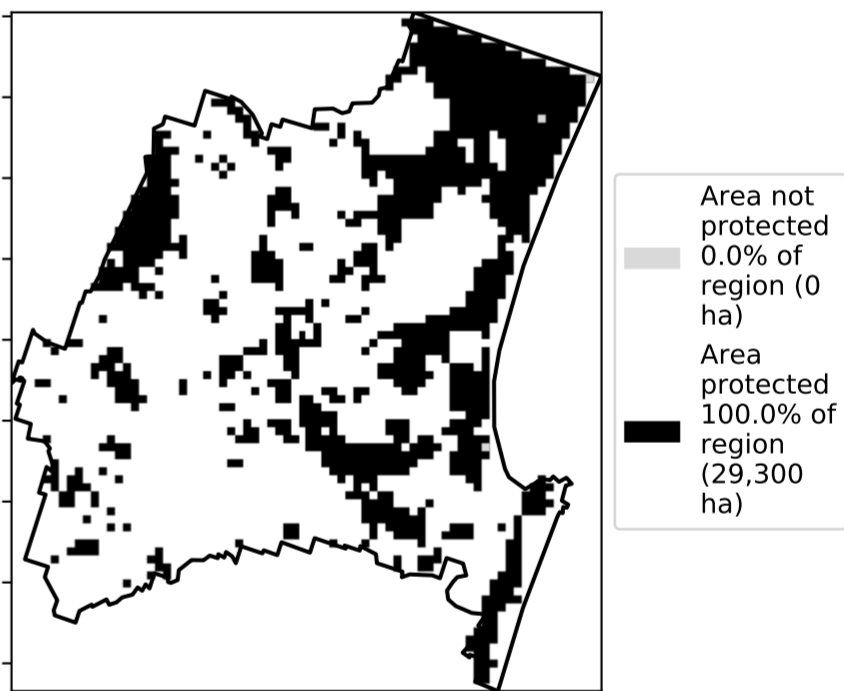 Area not
protected
0.0% of
region (0
ha)
Area
protected
100.0% of
region
(29,300
ha)